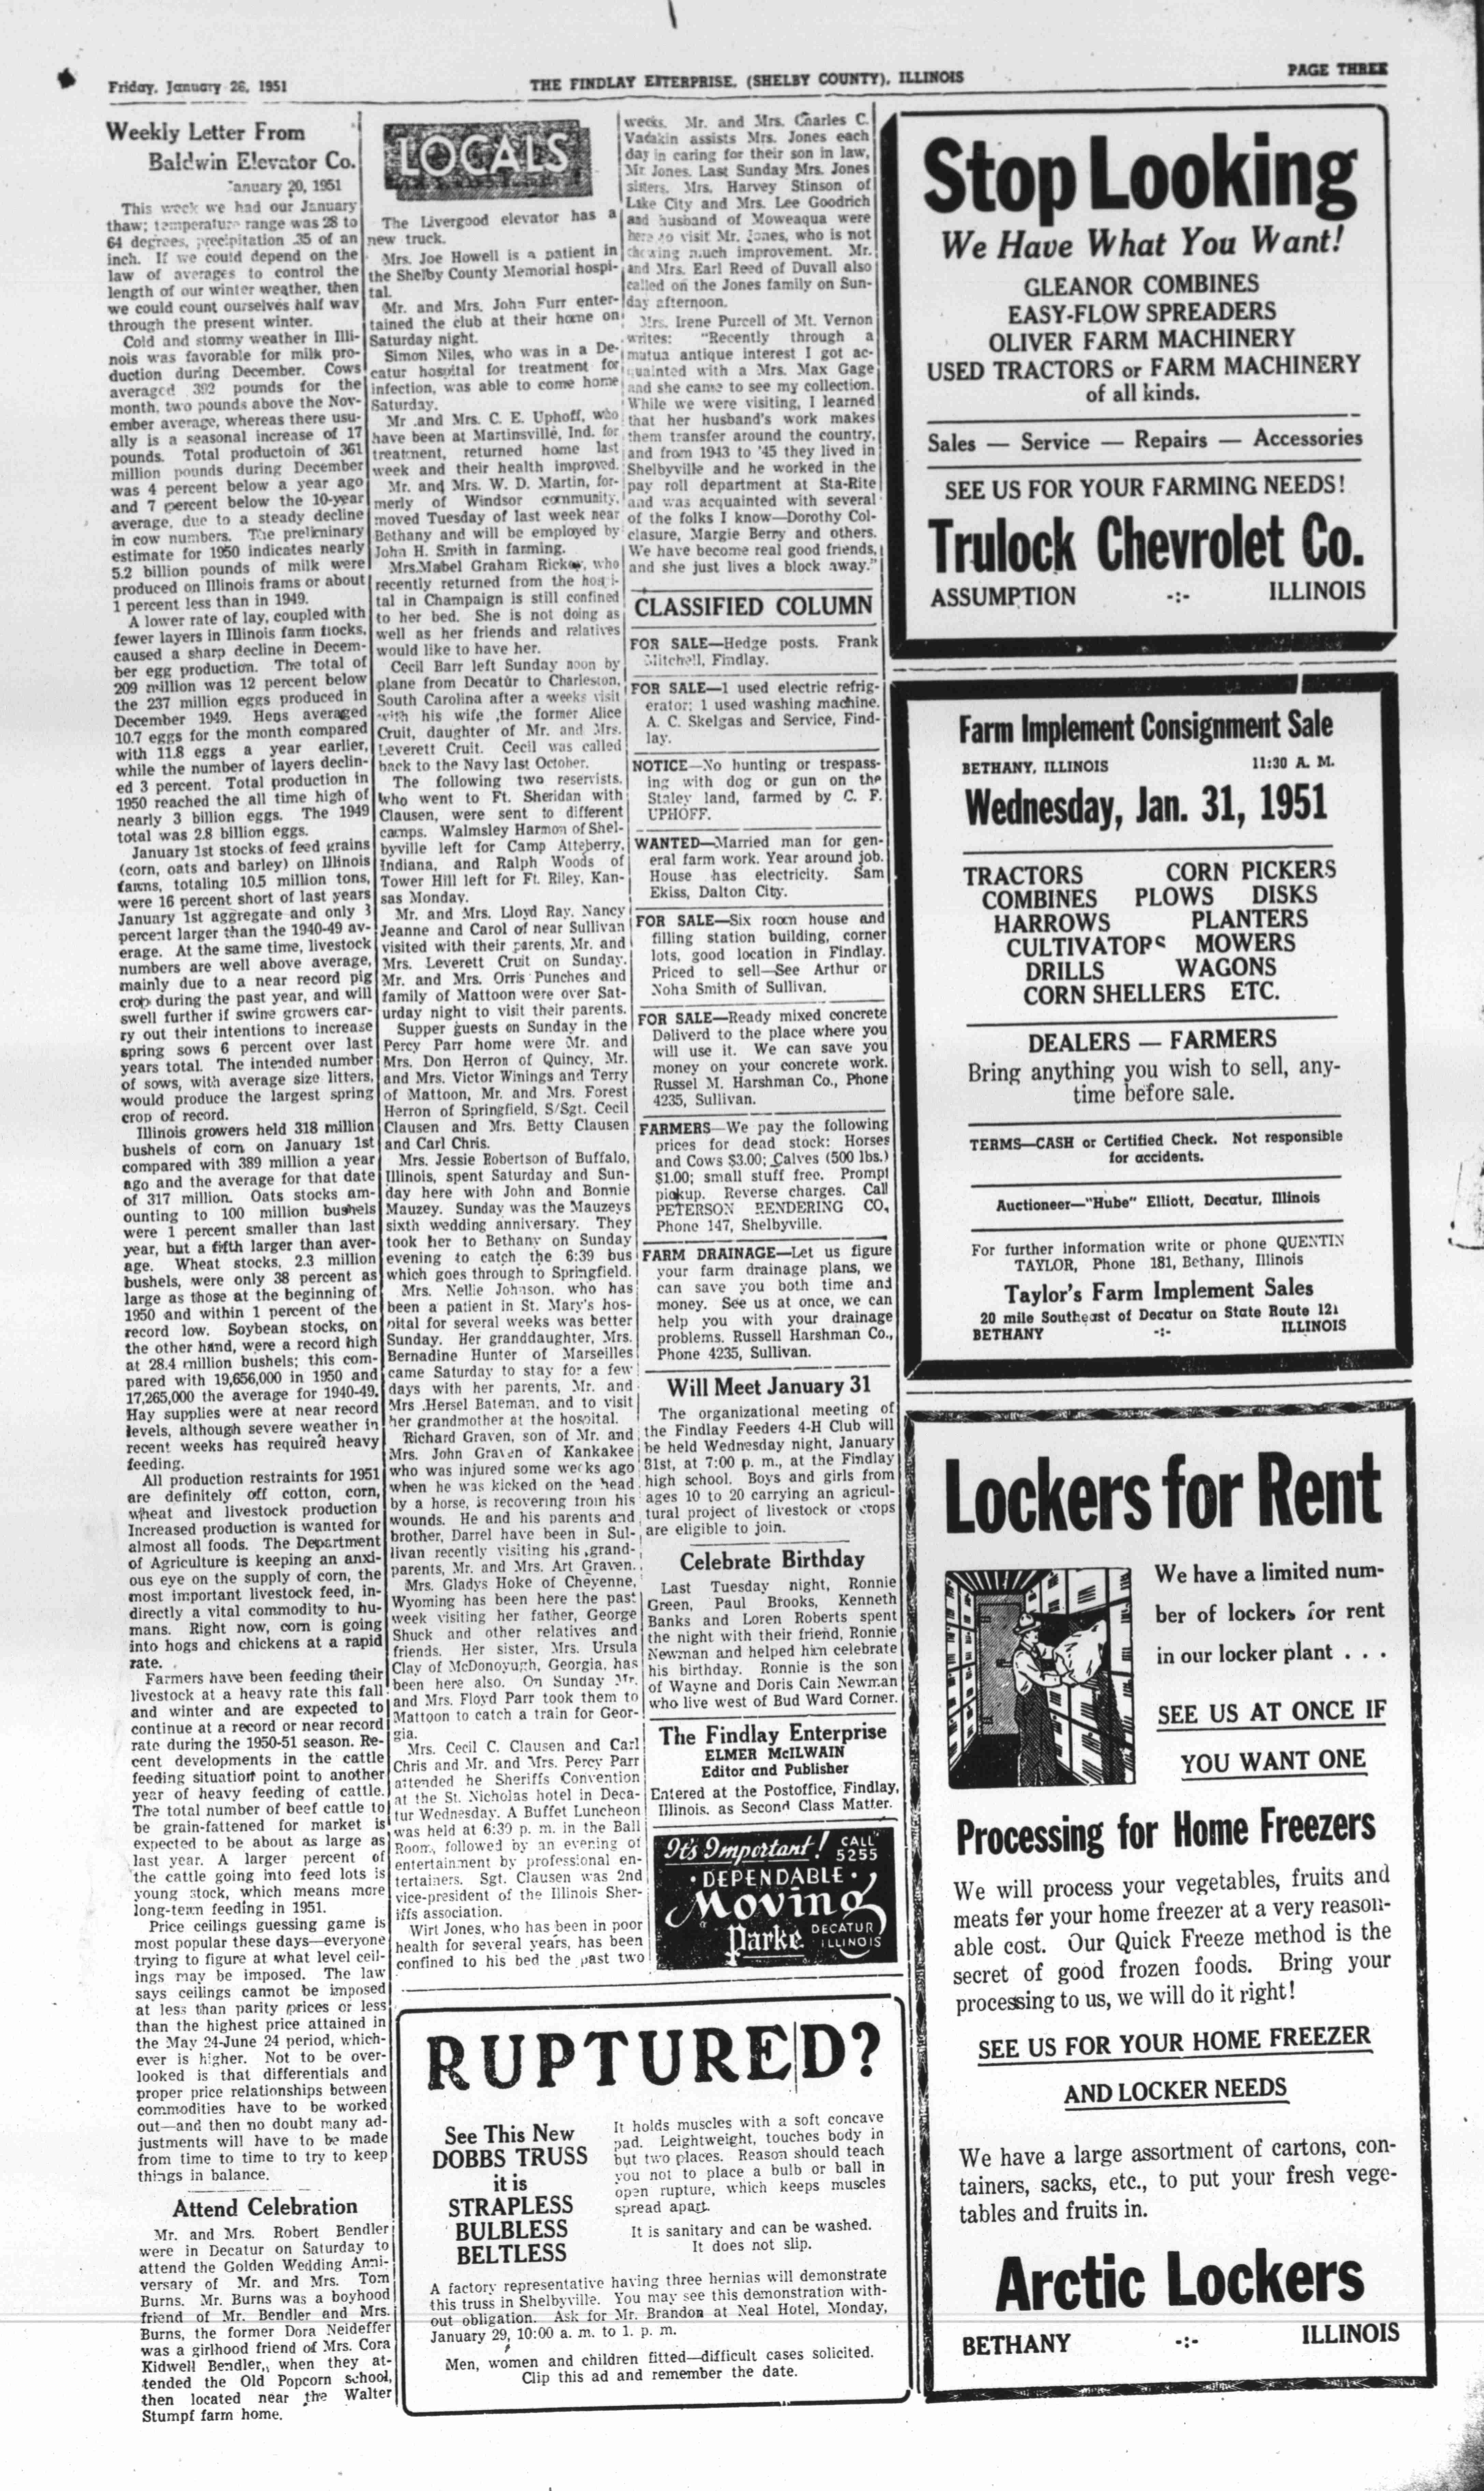 Friday, January 26, 1951
THE FINDLAY ENTERPRISE, (SHELBY COUNTY), ILLINOIS
PAGE THREE
Weekly Letter From
Baldwin Elevator Co.
January 20, 1951
This week we had our January
thaw; temperature range was 28 to
64 degrees, precipitation .35 of an
inch. If we could depend on the
law of averages to control the
length of our winter weather, then
we could count ourselves half way
through the present winter.
Cold and stormy weather in Illi-
nois was favorable for milk pro-
duction during December. Cows
averaged 392 pounds for the
month, two pounds above the Nov-
ember average, whereas there usu-
ally is a seasonal increase of 17
pounds. Total productoin of 361
million pounds during December
was 4 percent below a year ago
and 7 percent below the 10-year
average, due to a steady decline
in cow numbers. The preliminary
estimate for 1950 indicates nearly
5.2 billion pounds of milk were
produced on Illinois frams or about
1 percent less than in 1949.
A lower rate of lay, coupled with
fewer layers in Illinois farm flocks,
caused a sharp decline in Decem-
ber egg production. The total of
209 million was 12 percent below
the 237 million eggs produced in
December 1949. Hens averaged
10.7 eggs for the month compared
with 11.8 eggs a year earlier,
while the number of layers declin-
ed 3 percent. Total production in
1950 reached the all time high of
nearly 3 billion eggs. The 1949
total was 2.8 billion eggs.
January 1st stocks of feed grains
(corn, oats and barley) on Illinois
farms, totaling 10.5 million tons,
were 16 percent short of last years
January 1st aggregate and only 3
percent larger than the 1940-49 av-
erage. At the same time, livestock
numbers are well above average,
mainly due to a near record pig
crop during the past year, and will
swell further if swine growers car-
ry out their intentions to increase
spring sows 6 percent over last
years total. The intended number
of sows, with average size litters,
would produce the largest spring
crop of record.
Illinois growers held 318 million
bushels of corn on January 1st
compared with 389 million a year
ago and the average for that date
of 317 million. Oats stocks am-
ounting to 100 million bushels
were 1 percent smaller than last
year, but a fifth larger than aver-
age. Wheat stocks, 2.3 million
bushels, were only 38 percent as
large as those at the beginning of
1950 and within 1 percent of the
record low. Soybean stocks, on
the other hand, were a record high
at 28.4 million bushels; this com-
pared with 19,656,000 in 1950 and
17,265,000 the average for 1940-49.
Hay supplies were at near record
levels, although severe weather in
recent weeks has required heavy
feeding.
All production restraints for 1951
are definitely off cotton, corn,
wheat and livestock production
Increased production is wanted for
almost all foods. The Department
of Agriculture is keeping an anxi-
ous eye on the supply of corn, the
most important livestock feed, in-
directly a vital commodity to hu-
mans. Right now, corn is going
into hogs and chickens at a rapid
rate.
Farmers have been feeding their
livestock at a heavy rate this fall
and winter and are expected to
continue at a record or near record
rate during the 1950-51 season. Re-
cent developments in the cattle
feeding situation point to another
year of heavy feeding of cattle.
The total number of beef cattle to
be grain-fattened for market is
expected to be about as large as
last year. A larger percent of
the cattle going into feed lots is
young stock, which means more
long-term feeding in 1951.
Price ceilings guessing game is
most popular these days—everyone
trying to figure at what level ceil-
ings may be imposed. The law
says ceilings cannot be imposed
at less than parity prices or less
than the highest price attained in
the May 24-June 24 period, which-
ever is higher. Not to be over-
looked is that differentials and
proper price relationships between
commodities have to be worked
out—and then no doubt many ad-
justments will have to be made
from time to time to try to keep
things in balance.
Attend Celebration
Mr. and Mrs. Robert Bendler
were in Decatur on Saturday to
attend the Golden Wedding Anni-
versary of Mr. and Mrs. Tom
Burns. Mr. Burns was a boyhood
friend of Mr. Bendler and Mrs.
Burns, the former Dora Neideffer
was a girlhood friend of Mrs. Cora
Kidwell Bendler,, when they at-
tended the Old Popcorn school,
then located near the Walter
Stumpf farm home.
LOCALS
The Livergood elevator has a
new truck.
Mrs. Joe Howell is a patient in
the Shelby County Memorial hospi-
tal.
Mr. and Mrs. John Furr enter-
tained the club at their home on
Saturday night.
Simon Niles, who was in a De-
catur hospital for treatment for
infection, was able to come home
Saturday.
Mr .and Mrs. C. E. Uphoff, who
have been at Martinsville, Ind. for
treatment, returned home last
week and their health improved.
Mr. and Mrs. W. D. Martin, for-
merly of Windsor community,
moved Tuesday of last week near
Bethany and will be employed by
John H. Smith in farming.
Mrs.Mabel Graham Ricker, who
recently returned from the hospi-
tal in Champaign is still confined
to her bed. She is not doing as
well as her friends and relatives
would like to have her.
Cecil Barr left Sunday noon by
plane from Decatur to Charleston,
South Carolina after a weeks visit
with his wife ,the former Alice
Cruit, daughter of Mr. and Mrs.
Leverett Cruit. Cecil was called
back to the Navy last October.
The following two reservists,
who went to Ft. Sheridan with
Clausen, were sent to different
camps. Walmsley Harmon of Shel-
byville left for Camp Atteberry,
Indiana, and Ralph Woods of
Tower Hill left for Ft. Riley, Kan-
sas Monday.
Mr. and Mrs. Lloyd Ray, Nancy
Jeanne and Carol of near Sullivan
visited with their parents, Mr. and
Mrs. Leverett Cruit on Sunday.
Mr. and Mrs. Orris Punches and
family of Mattoon were over Sat-
urday night to visit their parents.
Supper guests on Sunday in the
Percy Parr home were Mr. and
Mrs. Don Herron of Quincy, Mr.
and Mrs. Victor Winings and Terry
of Mattoon, Mr. and Mrs. Forest
Herron of Springfield, S/Sgt. Cecil
Clausen and Mrs. Betty Clausen
and Carl Chris.
Mrs. Jessie Robertson of Buffalo,
Illinois, spent Saturday and Sun-
day here with John and Bonnie
Mauzey. Sunday was the Mauzeys
sixth wedding anniversary. They
took her to Bethany on Sunday
evening to catch the 6:39 bus
which goes through to Springfield.
Mrs. Nellie Johnson, who has
been a patient in St. Mary's hos-
pital for several weeks was better
Sunday. Her granddaughter, Mrs.
Bernadine Hunter of Marseilles
came Saturday to stay for a few
days with her parents, Mr. and
Mrs .Hersel Bateman, and to visit
her grandmother at the hospital.
Richard Graven, son of Mr. and
Mrs. John Graven of Kankakee
who was injured some weeks ago
when he was kicked on the head
by a horse, is recovering from his
wounds. He and his parents and
brother, Darrel have been in Sul-
livan recently visiting his grand-
parents, Mr. and Mrs. Art Graven.
Mrs. Gladys Hoke of Cheyenne,
Wyoming has been here the past
week visiting her father, George
Shuck and other relatives and
friends. Her sister, Mrs. Ursula
Clay of McDonoyugh, Georgia, has
been here also. On Sunday Mr.
and Mrs. Floyd Parr took them to
Mattoon to catch a train for Geor-
gia.
Mrs. Cecil C. Clausen and Carl
Chris and Mr. and Mrs. Percy Parr
attended he Sheriffs Convention
at the St. Nicholas hotel in Deca-
tur Wednesday. A Buffet Luncheon
was held at 6:30 p. m. in the Ball
Room, followed by an evening of
entertainment by professional en-
tertainers. Sgt. Clausen was 2nd
vice-president of the Illinois Sher-
iffs association.
Wirt Jones, who has been in poor
health for several years, has been
confined to his bed the past two
weeks. Mr. and Mrs. Charles C.
Vadakin assists Mrs. Jones each
day in caring for their son in law,
Mr. Jones. Last Sunday Mrs. Jones
sisters, Mrs. Harvey Stinson of
Lake City and Mrs. Lee Goodrich
and husband of Moweaqua were
here to visit Mr. Jones, who is not
showing much improvement. Mr.
and Mrs. Earl Reed of Duvall also
called on the Jones family on Sun-
day afternoon.
Mrs. Irene Purcell of Mt. Vernon
writes: "Recently through a
mutua antique interest I got ac-
quainted with a Mrs. Max Gage
and she came to see my collection.
While we were visiting, I learned
that her husband's work makes
them transfer around the country,
and from 1943 to '45 they lived in
Shelbyville and he worked in the
pay roll department at Sta-Rite
and was acquainted with several
of the folks I know—Dorothy Col-
clasure, Margie Berry and others.
We have become real good friends,
and she just lives a block away."
CLASSIFIED COLUMN
FOR SALE—Hedge posts. Frank
Mitchell, Findlay.
FOR SALE—1 used electric refrig-
erator; 1 used washing machine.
A. C. Skelgas and Service, Find-
lay.
NOTICE—No hunting or trespass-
ing with dog or gun on the
Staley land, farmed by C. F.
UPHOFF.
WANTED—Married man for gen-
eral farm work. Year around job.
House has electricity. Sam
Ekiss, Dalton City.
FOR SALE—Six room house and
filling station building, corner
lots, good location in Findlay.
Priced to sell—See Arthur or
Noha Smith of Sullivan.
FOR SALE—Ready mixed concrete
Deliverd to the place where you
will use it. We can save you
money on your concrete work.
Russel M. Harshman Co., Phone
4235, Sullivan.
FARMERS—We pay the following
prices for dead stock: Horses
and Cows $3.00; Calves (500 lbs.)
$1.00; small stuff free. Prompt
pickup. Reverse charges. Call
PETERSON RENDERING CO,
Phone 147, Shelbyville.
FARM DRAINAGE—Let us figure
your farm drainage plans, we
can save you both time and
money. See us at once, we can
help you with your drainage
problems. Russell Harshman Co.,
Phone 4235, Sullivan.
Will Meet January 31
The organizational meeting of
the Findlay Feeders 4-H Club will
be held Wednesday night, January
31st, at 7:00 p. m., at the Findlay
high school. Boys and girls from
ages 10 to 20 carrying an agricul-
tural project of livestock or crops
are eligible to join.
Celebrate Birthday
Last Tuesday night, Ronnie
Green, Paul Brooks, Kenneth
Banks and Loren Roberts spent
the night with their friend, Ronnie
Newman and helped him celebrate
his birthday. Ronnie is the son
of Wayne and Doris Cain Newman
who live west of Bud Ward Corner.
The Findlay Enterprise
ELMER McILWAIN
Editor and Publisher
Entered at the Postoffice, Findlay,
Illinois, as Second Class Matter.
It's Important! CALL 5255
• DEPENDABLE •
Moving
Parke DECATUR ILLINOIS
RUPTURED?
See This New
DOBBS TRUSS
it is
STRAPLESS
BULBLESS
BELTLESS
It holds muscles with a soft concave
pad. Leightweight, touches body in
but two places. Reason should teach
you not to place a bulb or ball in
open rupture, which keeps muscles
spread apart.
It is sanitary and can be washed.
It does not slip.
A factory representative having three hernias will demonstrate
this truss in Shelbyville. You may see this demonstration with-
out obligation. Ask for Mr. Brandon at Neal Hotel, Monday,
January 29, 10:00 a. m. to 1. p. m.
Men, women and children fitted—difficult cases solicited.
Clip this ad and remember the date.
Stop Looking
We Have What You Want!
GLEANOR COMBINES
EASY-FLOW SPREADERS
OLIVER FARM MACHINERY
USED TRACTORS or FARM MACHINERY
of all kinds.
Sales — Service — Repairs — Accessories
SEE US FOR YOUR FARMING NEEDS!
Trulock Chevrolet Co.
ASSUMPTION -:- ILLINOIS
Farm Implement Consignment Sale
BETHANY, ILLINOIS 11:30 A. M.
Wednesday, Jan. 31, 1951
TRACTORS CORN PICKERS
COMBINES PLOWS DISKS
HARROWS PLANTERS
CULTIVATORS MOWERS
DRILLS WAGONS
CORN SHELLERS ETC.
DEALERS — FARMERS
Bring anything you wish to sell, any-
time before sale.
TERMS—CASH or Certified Check. Not responsible
for accidents.
Auctioneer—"Hube" Elliott, Decatur, Illinois
For further information write or phone QUENTIN
TAYLOR, Phone 181, Bethany, Illinois
Taylor's Farm Implement Sales
20 mile Southeast of Decatur on State Route 121
BETHANY -:- ILLINOIS
Lockers for Rent
We have a limited num-
ber of lockers for rent
in our locker plant . . .
SEE US AT ONCE IF
YOU WANT ONE
Processing for Home Freezers
We will process your vegetables, fruits and
meats for your home freezer at a very reason-
able cost. Our Quick Freeze method is the
secret of good frozen foods. Bring your
processing to us, we will do it right!
SEE US FOR YOUR HOME FREEZER
AND LOCKER NEEDS
We have a large assortment of cartons, con-
tainers, sacks, etc., to put your fresh vege-
tables and fruits in.
Arctic Lockers
BETHANY -:- ILLINOIS